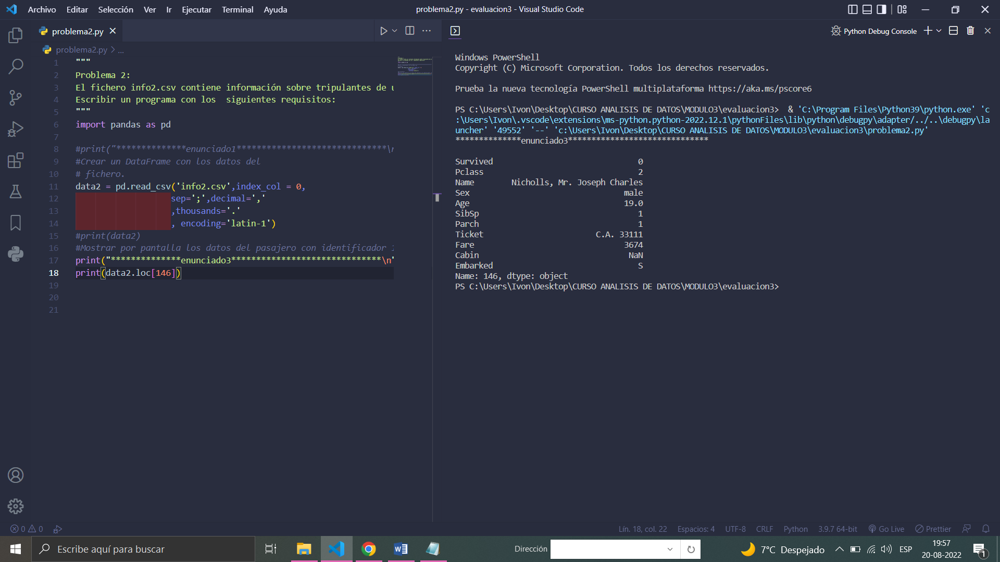 Archivo Editar Selección Ver Ir Ejecutar Terminal Ayuda
problema2.py - evaluacion3 - Visual Studio Code
problema2.py
problema2.py > ...
1 """
2 Problema 2:
3 El fichero info2.csv contiene información sobre tripulantes de u
4 Escribir un programa con los  siguientes requisitos:
5 """
6 import pandas as pd
7
8 #print("**************enunciado1******************************\n
9 #Crear un DataFrame con los datos del
10 # fichero.
11 data2 = pd.read_csv('info2.csv',index_col = 0,
12 sep=';',decimal=','
13 ,thousands='.'
14 , encoding='latin-1')
15 #print(data2)
16 #Mostrar por pantalla los datos del pasajero con identificador 1
17 print("**************enunciado3******************************\n"
18 print(data2.loc[146])
19
20
21
Python Debug Console
Windows PowerShell
Copyright (C) Microsoft Corporation. Todos los derechos reservados.
Prueba la nueva tecnología PowerShell multiplataforma https://aka.ms/pscore6
PS C:\Users\Ivon\Desktop\CURSO ANALISIS DE DATOS\MODULO3\evaluacion3>  & 'C:\Program Files\Python39\python.exe' 'c
:\Users\Ivon\.vscode\extensions\ms-python.python-2022.12.1\pythonFiles\lib\python\debugpy\adapter/../..\debugpy\la
uncher' '49552' '--' 'c:\Users\Ivon\Desktop\CURSO ANALISIS DE DATOS\MODULO3\evaluacion3\problema2.py'
**************enunciado3******************************
Survived 0
Pclass 2
Name Nicholls, Mr. Joseph Charles
Sex male
Age 19.0
SibSp 1
Parch 1
Ticket C.A. 33111
Fare 3674
Cabin NaN
Embarked S
Name: 146, dtype: object
PS C:\Users\Ivon\Desktop\CURSO ANALISIS DE DATOS\MODULO3\evaluacion3>
0 0
Lín. 18, col. 22 Espacios: 4 UTF-8 CRLF Python 3.9.7 64-bit Go Live Prettier
Escribe aquí para buscar
Dirección
7°C Despejado
ESP
19:57
20-08-2022
1